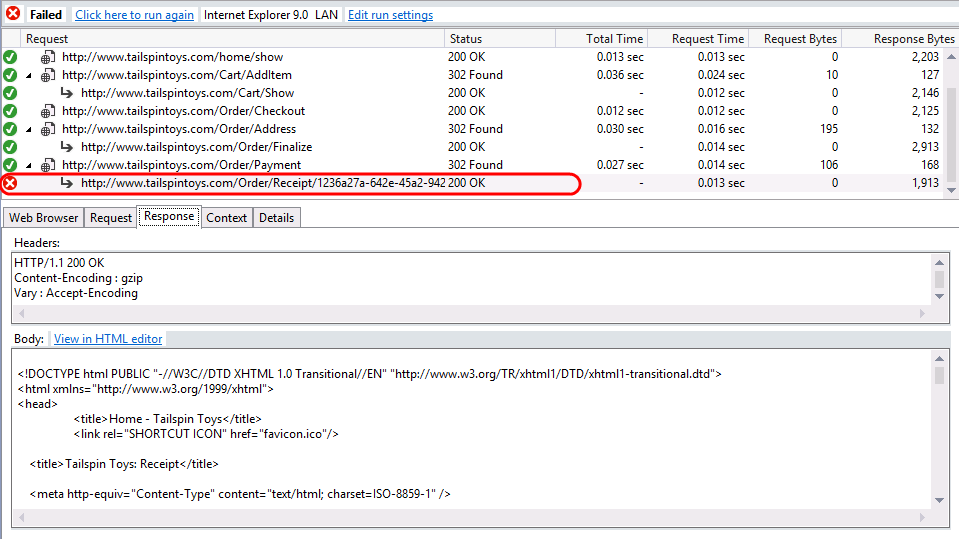 Failed Click here to run again Internet Explorer 9.0 LAN Edit run settings
Request Status Total Time Request Time Request Bytes Response Bytes
http://www.tailspintoys.com/home/show 200 OK 0.013 sec 0.013 sec 0 2,203
http://www.tailspintoys.com/Cart/AddItem 302 Found 0.036 sec 0.024 sec 10 127
http://www.tailspintoys.com/Cart/Show 200 OK - 0.012 sec 0 2,146
http://www.tailspintoys.com/Order/Checkout 200 OK 0.012 sec 0.012 sec 0 2,125
http://www.tailspintoys.com/Order/Address 302 Found 0.030 sec 0.016 sec 195 132
http://www.tailspintoys.com/Order/Finalize 200 OK - 0.014 sec 0 2,913
http://www.tailspintoys.com/Order/Payment 302 Found 0.027 sec 0.014 sec 106 168
http://www.tailspintoys.com/Order/Receipt/1236a27a-642e-45a2-942 200 OK - 0.013 sec 0 1,913
Web Browser Request Response Context Details
Headers:
HTTP/1.1 200 OK
Content-Encoding : gzip
Vary : Accept-Encoding
Body: View in HTML editor
<!DOCTYPE html PUBLIC "-//W3C//DTD XHTML 1.0 Transitional//EN" "http://www.w3.org/TR/xhtml1/DTD/xhtml1-transitional.dtd">
<html xmlns="http://www.w3.org/1999/xhtml">
<head>
<title>Home - Tailspin Toys</title>
<link rel="SHORTCUT ICON" href="favicon.ico"/>
<title>Tailspin Toys: Receipt</title>
<meta http-equiv="Content-Type" content="text/html; charset=ISO-8859-1" />